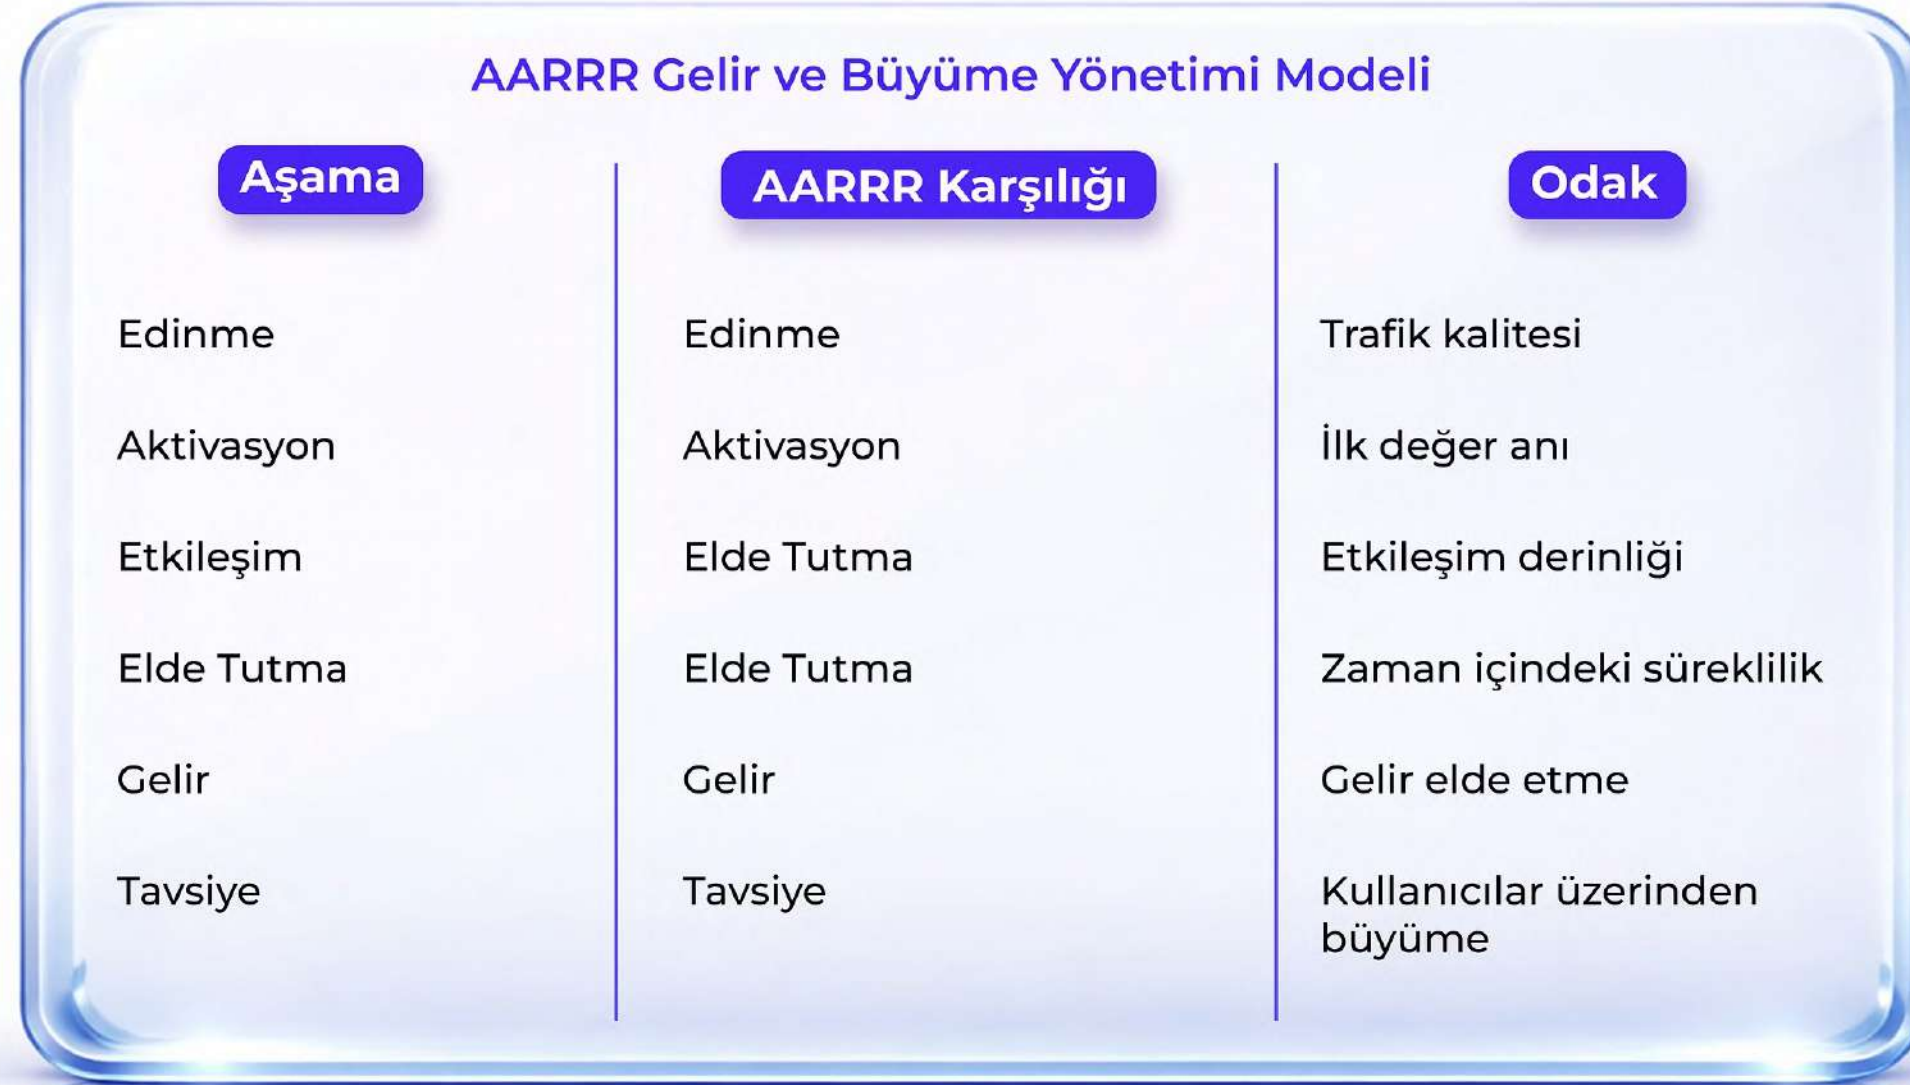 AARRR Gelir ve Büyüme Yönetimi Modeli
Aşama AARRR Karşılığı Odak
Edinme Edinme Trafik kalitesi
Aktivasyon Aktivasyon İlk değer anı
Etkileşim Elde Tutma Etkileşim derinliği
Elde Tutma Elde Tutma Zaman içindeki süreklilik
Gelir Gelir Gelir elde etme
Tavsiye Tavsiye Kullanıcılar üzerinden
büyüme